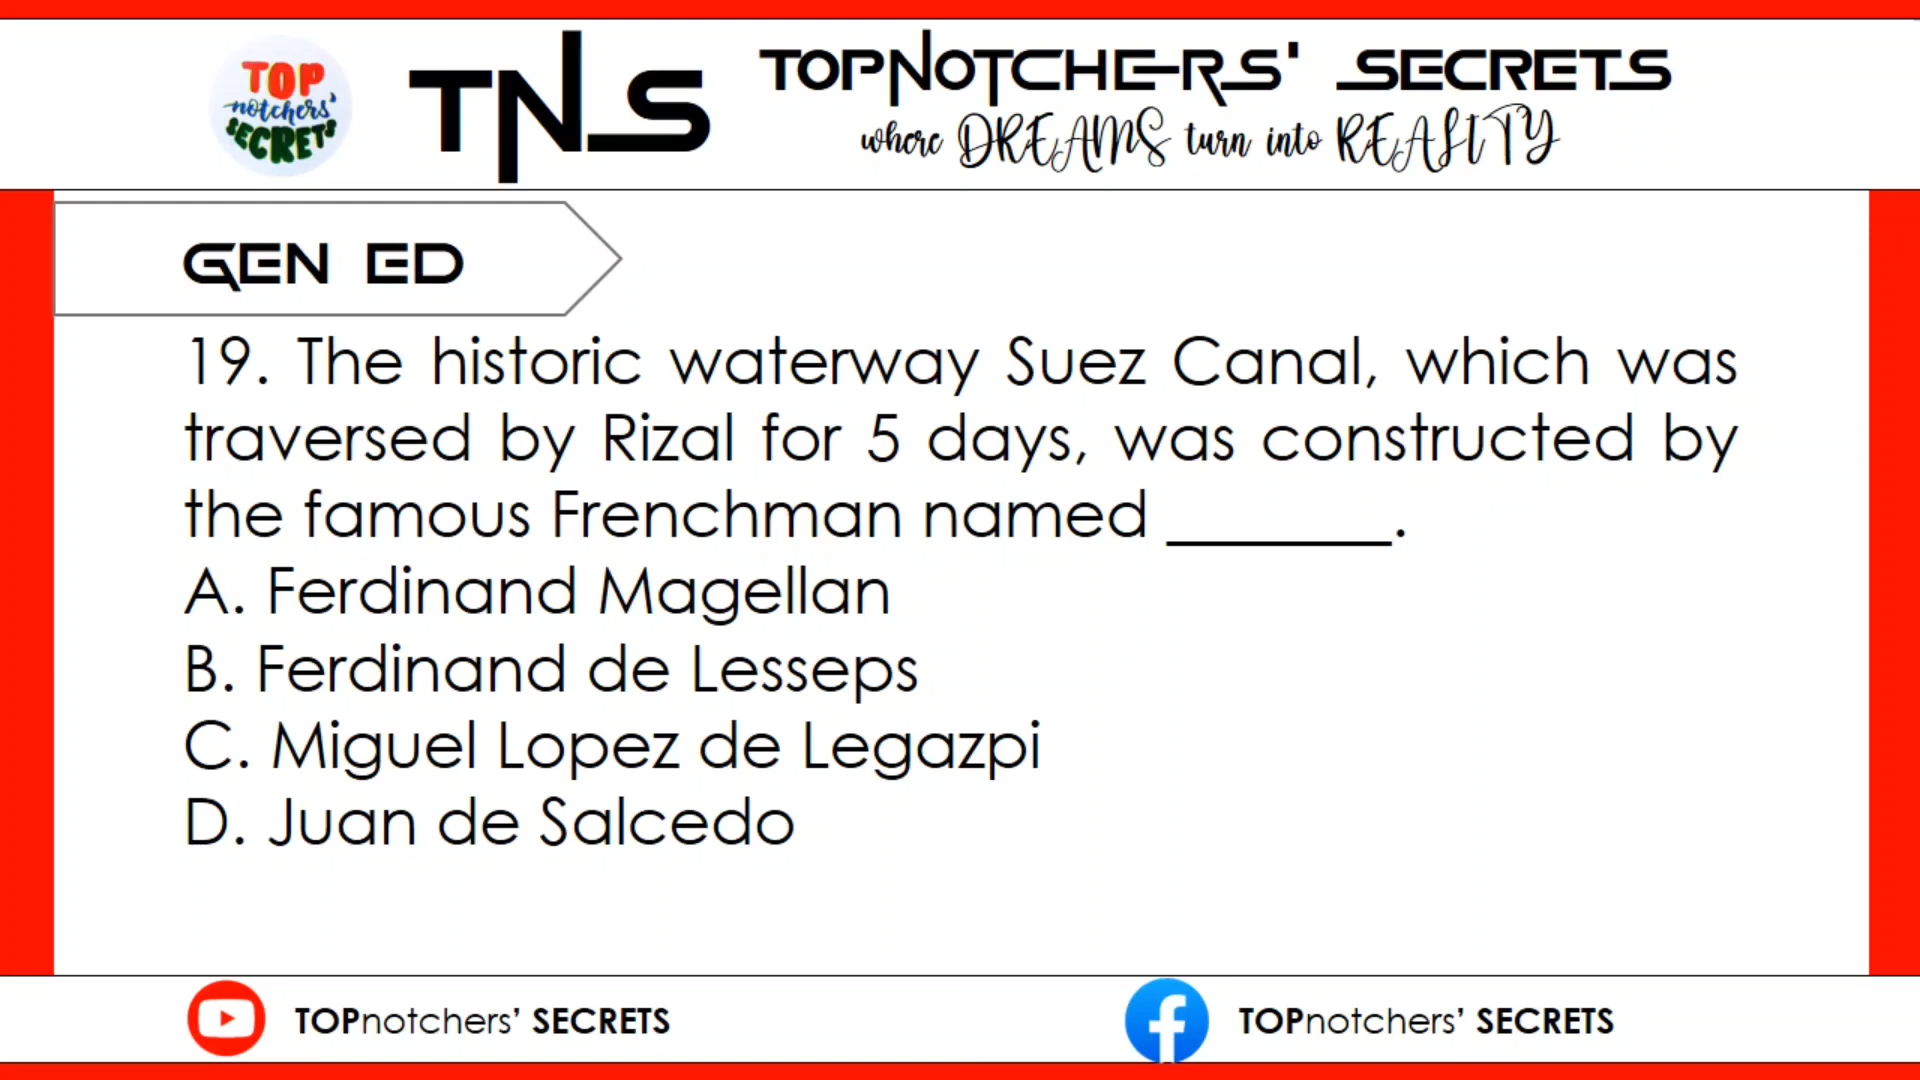 TOP
notchers'
SECRETS
TNS
TOPNOTCHERS' SECRETS
where DREAMS turn into REALITY
GEN ED
19. The historic waterway Suez Canal, which was
traversed by Rizal for 5 days, was constructed by
the famous Frenchman named _______.
A. Ferdinand Magellan
B. Ferdinand de Lesseps
C. Miguel Lopez de Legazpi
D. Juan de Salcedo
TOPnotchers' SECRETS
TOPnotchers' SECRETS